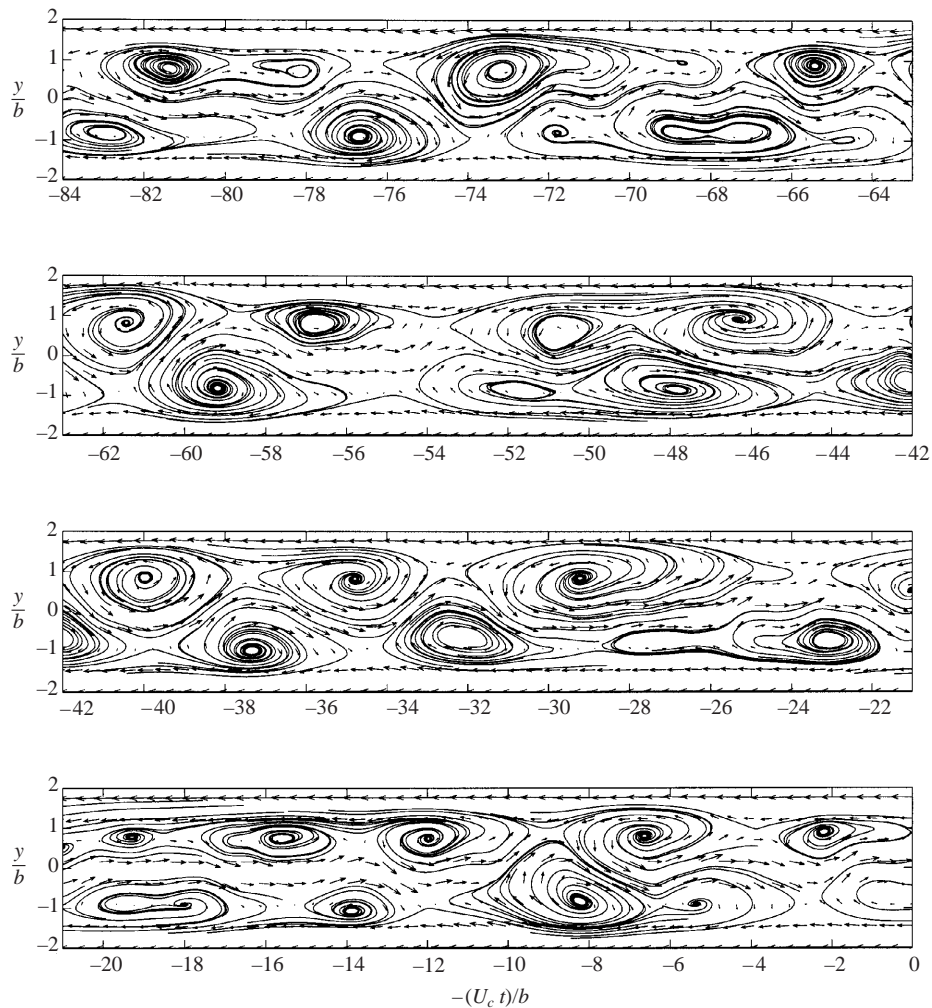 2
1
y/b 0
–1
–2
–84 –82 –80 –78 –76 –74 –72 –70 –68 –66 –64
2
1
y/b 0
–1
–2
–62 –60 –58 –56 –54 –52 –50 –48 –46 –44 –42
2
1
y/b 0
–1
–2
–42 –40 –38 –36 –34 –32 –30 –28 –26 –24 –22
2
1
y/b 0
–1
–2
–20 –18 –16 –14 –12 –10 –8 –6 –4 –2 0
–(U_c t)/b